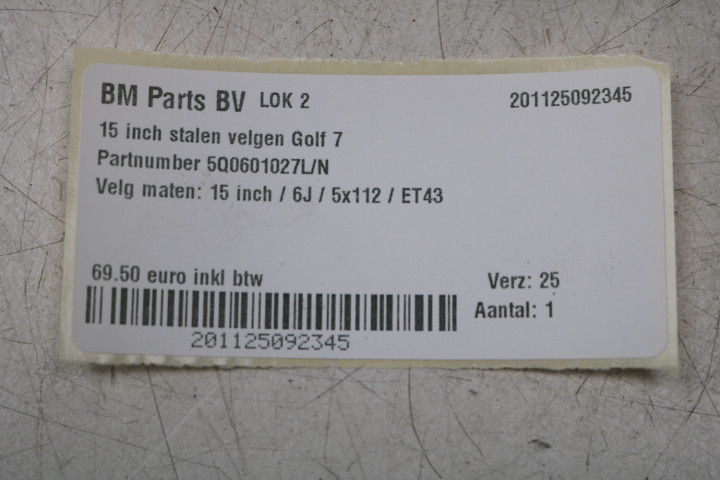 BM Parts BV LOK 2 201125092345
15 inch stalen velgen Golf 7
Partnumber 5Q0601027L/N
Velg maten: 15 inch / 6J / 5x112 / ET43
69.50 euro inkl btw Verz: 25
Aantal: 1
201125092345